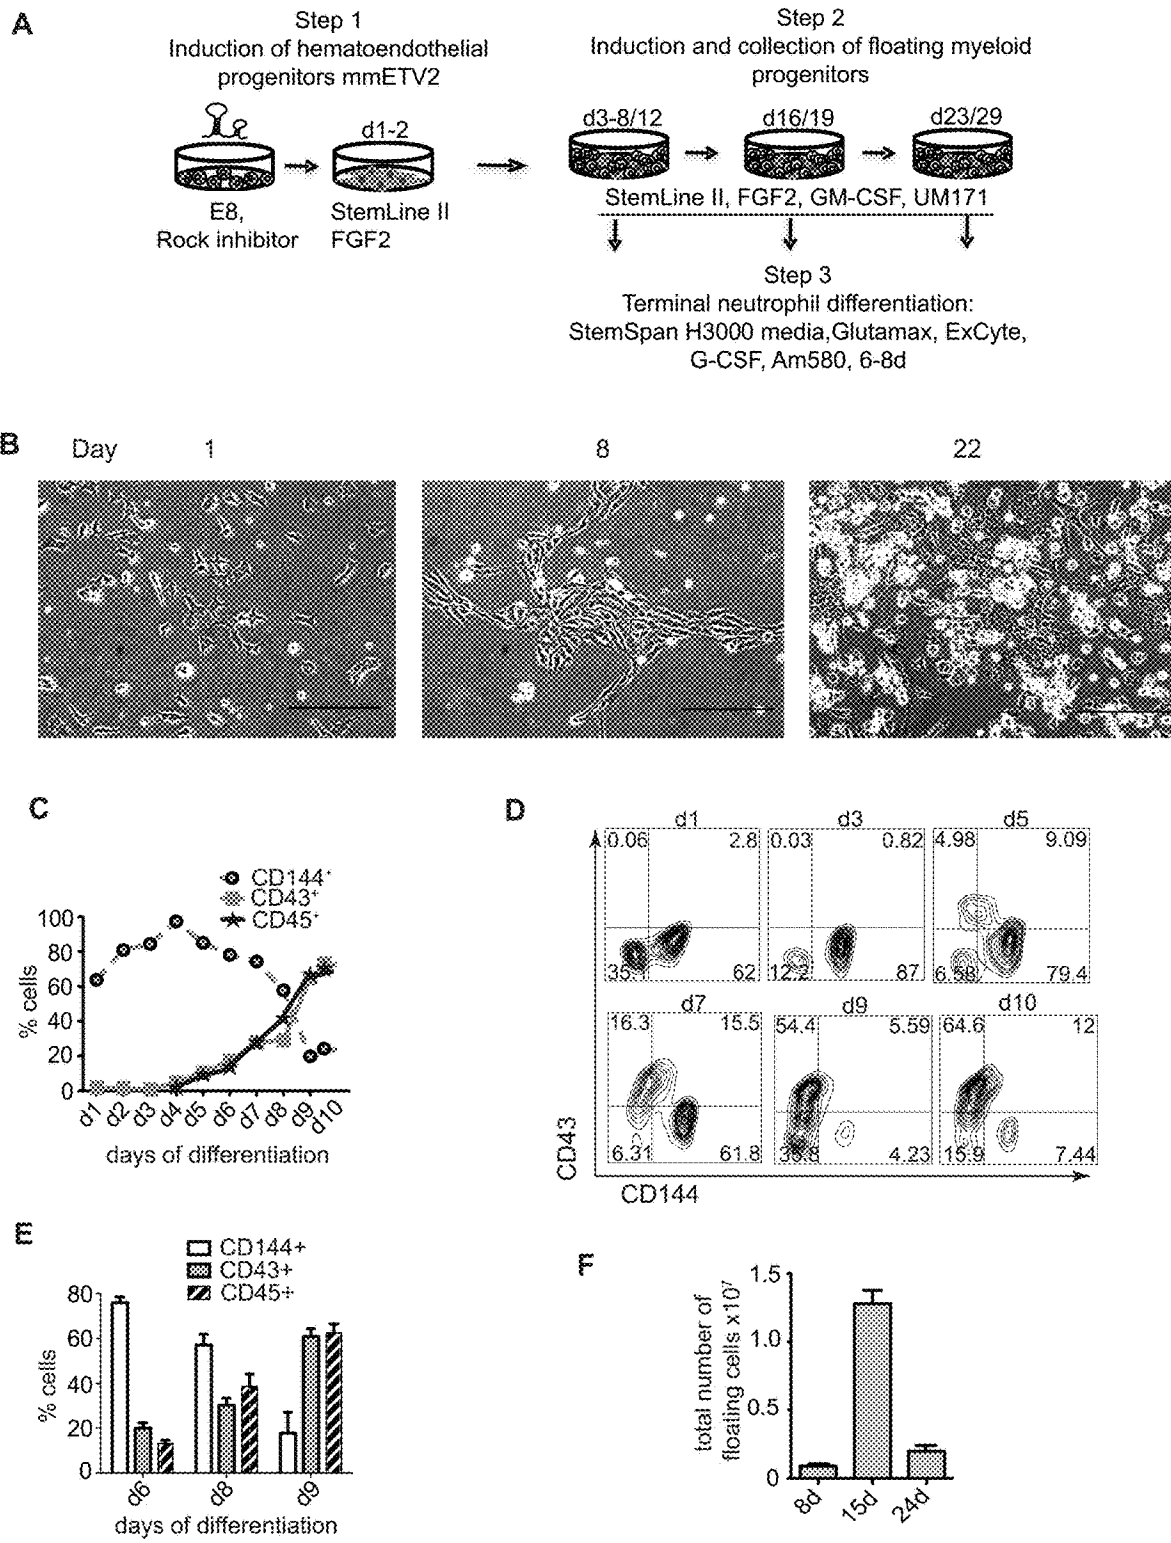 A
Step 1
Induction of hematoendothelial
progenitors mmETV2
d1-2
E8,
Rock inhibitor
StemLine II
FGF2
Step 2
Induction and collection of floating myeloid
progenitors
d3-8/12
d16/19
d23/29
StemLine II, FGF2, GM-CSF, UM171
Step 3
Terminal neutrophil differentiation:
StemSpan H3000 media,Glutamax, ExCyte,
G-CSF, Am580, 6-8d
B
Day 1 8 22
C
CD144+
CD43+
CD45+
100
80
60
40
20
0
% cells
d1 d2 d3 d4 d5 d6 d7 d8 d9 d10
days of differentiation
D
d1 d3 d5
0.06 2.8 0.03 0.82 4.98 9.09
62 12.2 87 6.58 79.4
d7 d9 d10
16.3 15.5 54.4 5.59 64.6 12
6.31 61.8 4.23 15.9 7.44
CD43
CD144
E
CD144+
CD43+
CD45+
80
60
40
20
0
% cells
d6 d8 d9
days of differentiation
F
total number of
floating cells x10⁷
1.5
1.0
0.5
0
8d 15d 24d